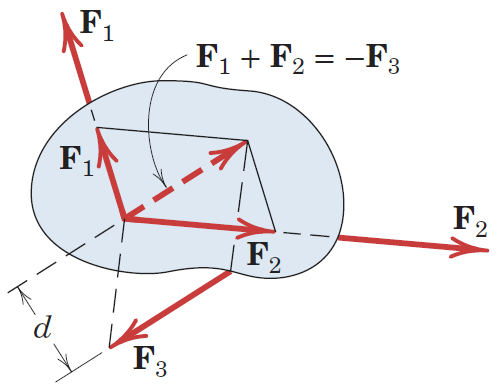 F₁
F₁ + F₂ = −F₃
F₁
F₂
F₂
d
F₃